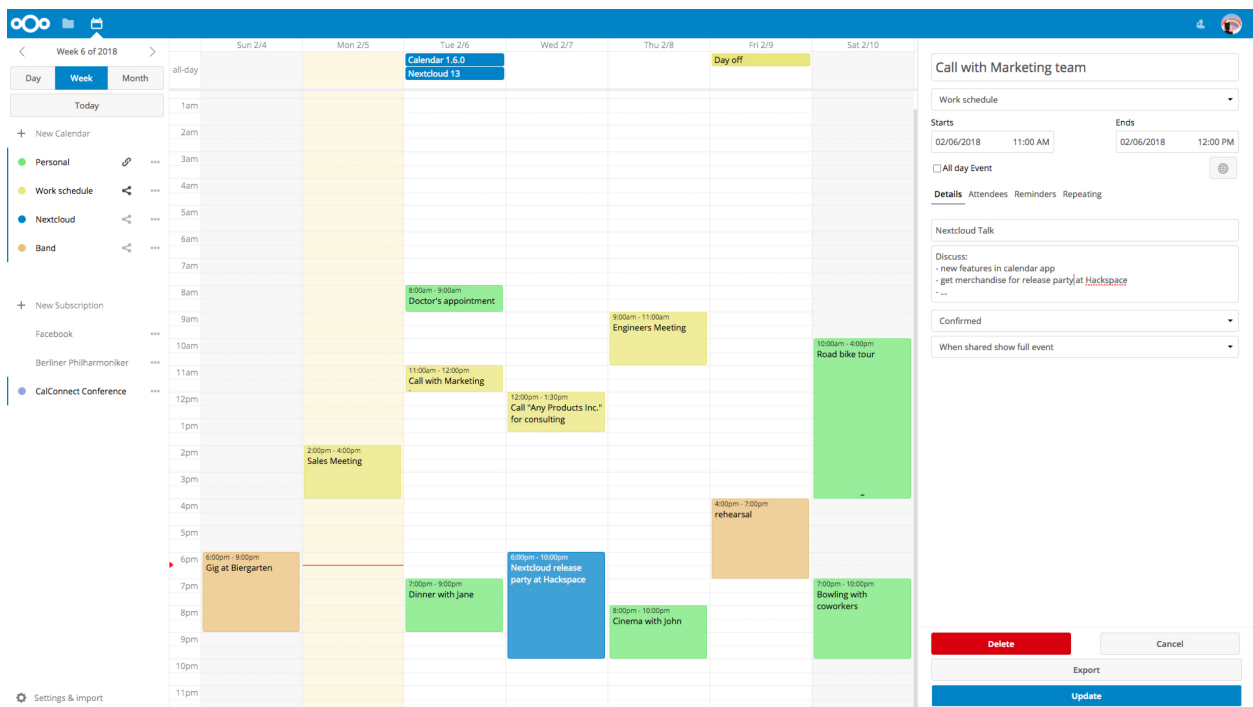 Week 6 of 2018
Day Week Month
Today
+ New Calendar
Personal
Work schedule
Nextcloud
Band
+ New Subscription
Facebook
Berliner Philharmoniker
CalConnect Conference
Settings & import
Sun 2/4 Mon 2/5 Tue 2/6 Wed 2/7 Thu 2/8 Fri 2/9 Sat 2/10
all-day
Calendar 1.6.0
Nextcloud 13
Day off
1am
2am
3am
4am
5am
6am
7am
8am
9am
10am
11am
12pm
1pm
2pm
3pm
4pm
5pm
6pm
7pm
8pm
9pm
10pm
11pm
6:00pm - 9:00pm
Gig at Biergarten
2:00pm - 4:00pm
Sales Meeting
8:00am - 9:00am
Doctor's appointment
11:00am - 12:00pm
Call with Marketing
7:00pm - 9:00pm
Dinner with Jane
12:00pm - 1:30pm
Call "Any Products Inc."
for consulting
6:00pm - 10:00pm
Nextcloud release
party at Hackspace
9:00am - 11:00am
Engineers Meeting
8:00pm - 10:00pm
Cinema with John
4:00pm - 7:00pm
rehearsal
10:00am - 4:00pm
Road bike tour
7:00pm - 10:00pm
Bowling with
coworkers
Call with Marketing team
Work schedule
Starts Ends
02/06/2018 11:00 AM 02/06/2018 12:00 PM
All day Event
Details Attendees Reminders Repeating
Nextcloud Talk
Discuss:
- new features in calendar app
- get merchandise for release party at Hackspace
- ...
Confirmed
When shared show full event
Delete Cancel
Export
Update